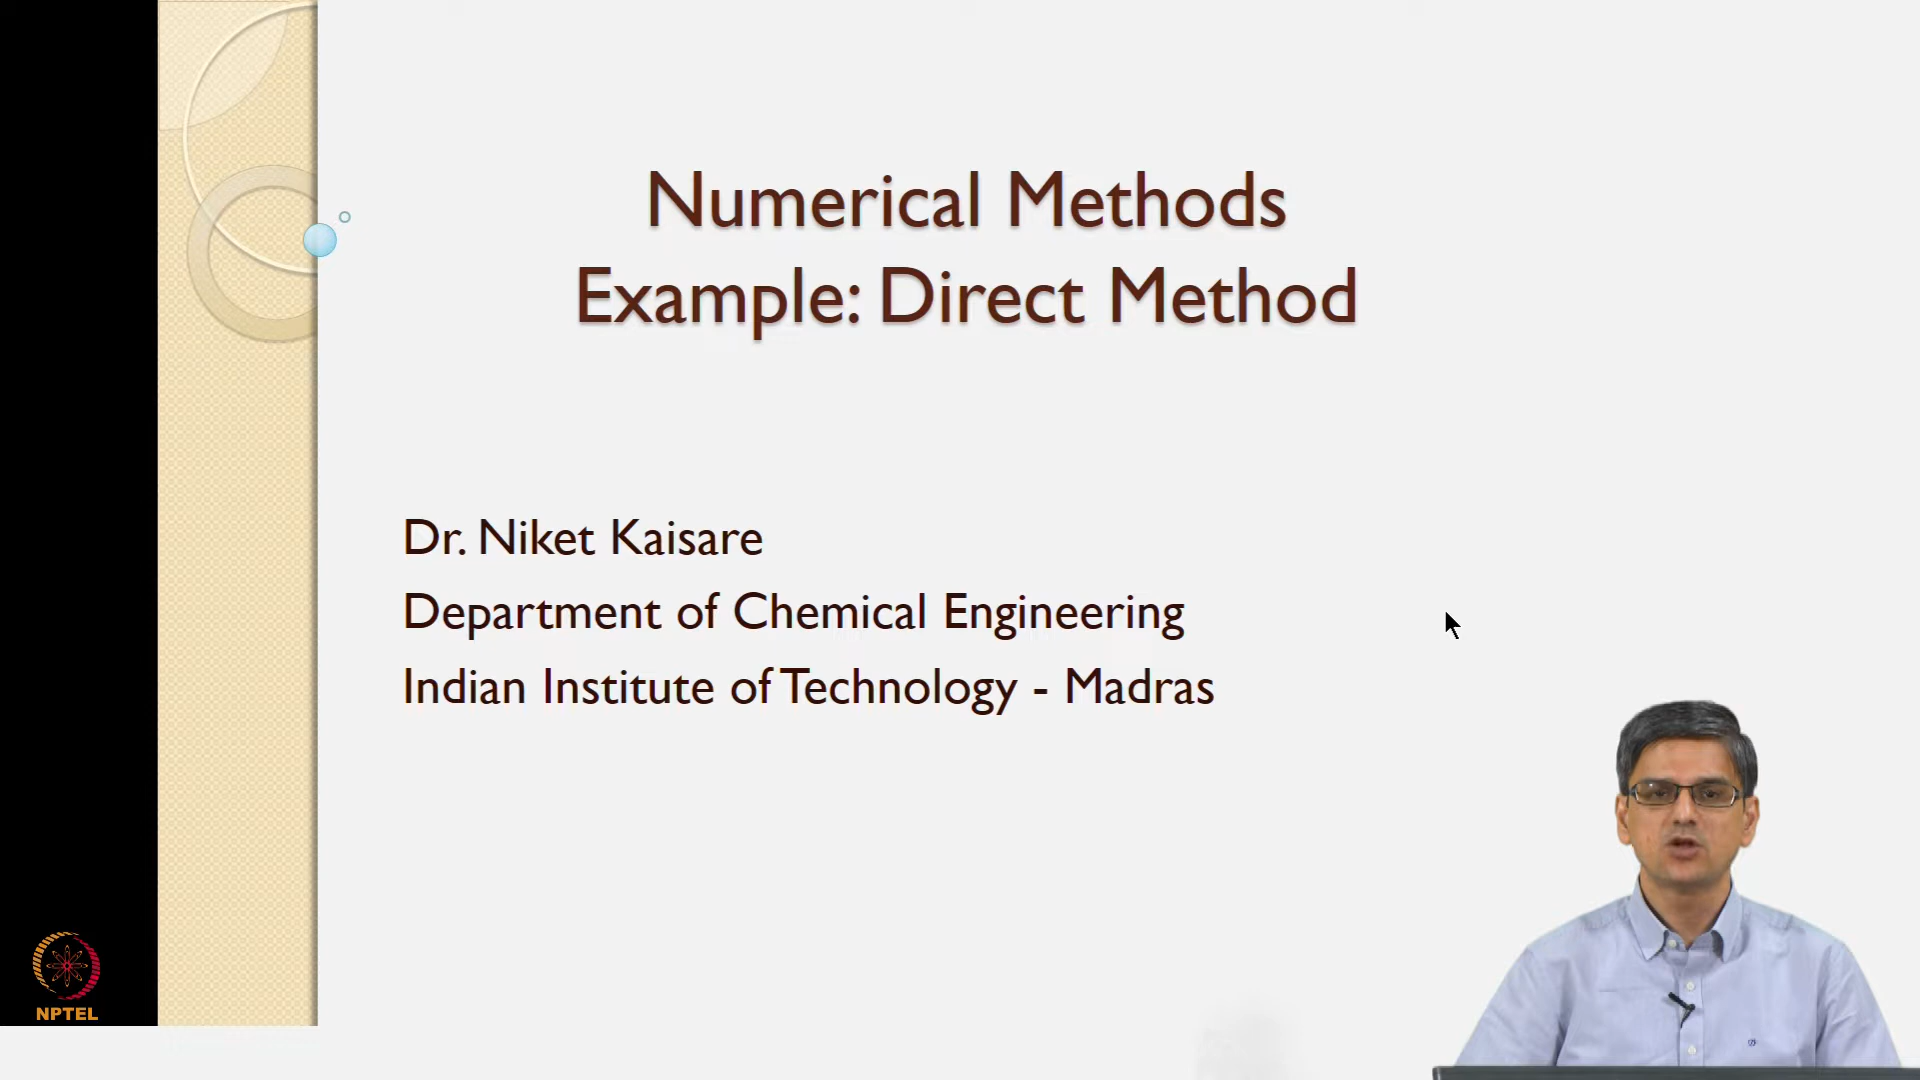 Numerical Methods
Example: Direct Method
Dr. Niket Kaisare
Department of Chemical Engineering
Indian Institute of Technology - Madras
NPTEL